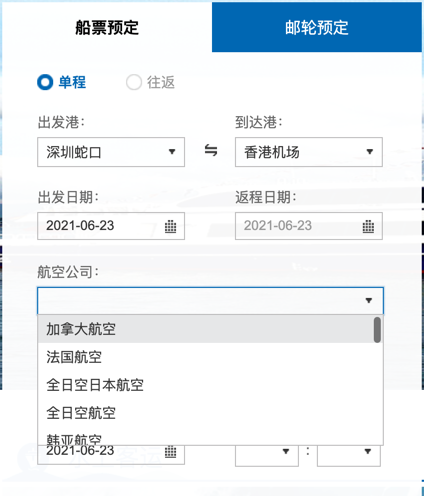 船票预定 邮轮预定
单程 往返
出发港: 到达港:
深圳蛇口 ⇋ 香港机场
出发日期: 返程日期:
2021-06-23 2021-06-23
航空公司:
加拿大航空
法国航空
全日空日本航空
全日空航空
韩亚航空
2021-06-23 :